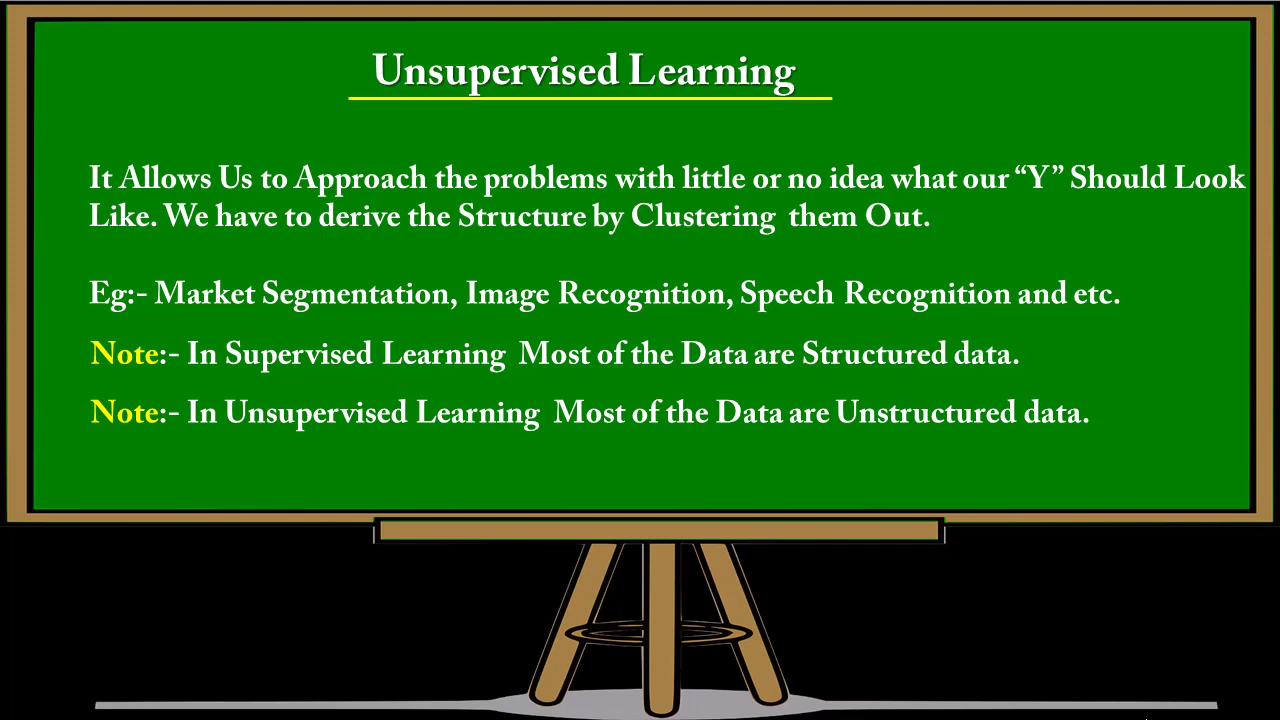 Unsupervised Learning
It Allows Us to Approach the problems with little or no idea what our “Y” Should Look
Like. We have to derive the Structure by Clustering them Out.
Eg:- Market Segmentation, Image Recognition, Speech Recognition and etc.
Note:- In Supervised Learning Most of the Data are Structured data.
Note:- In Unsupervised Learning Most of the Data are Unstructured data.